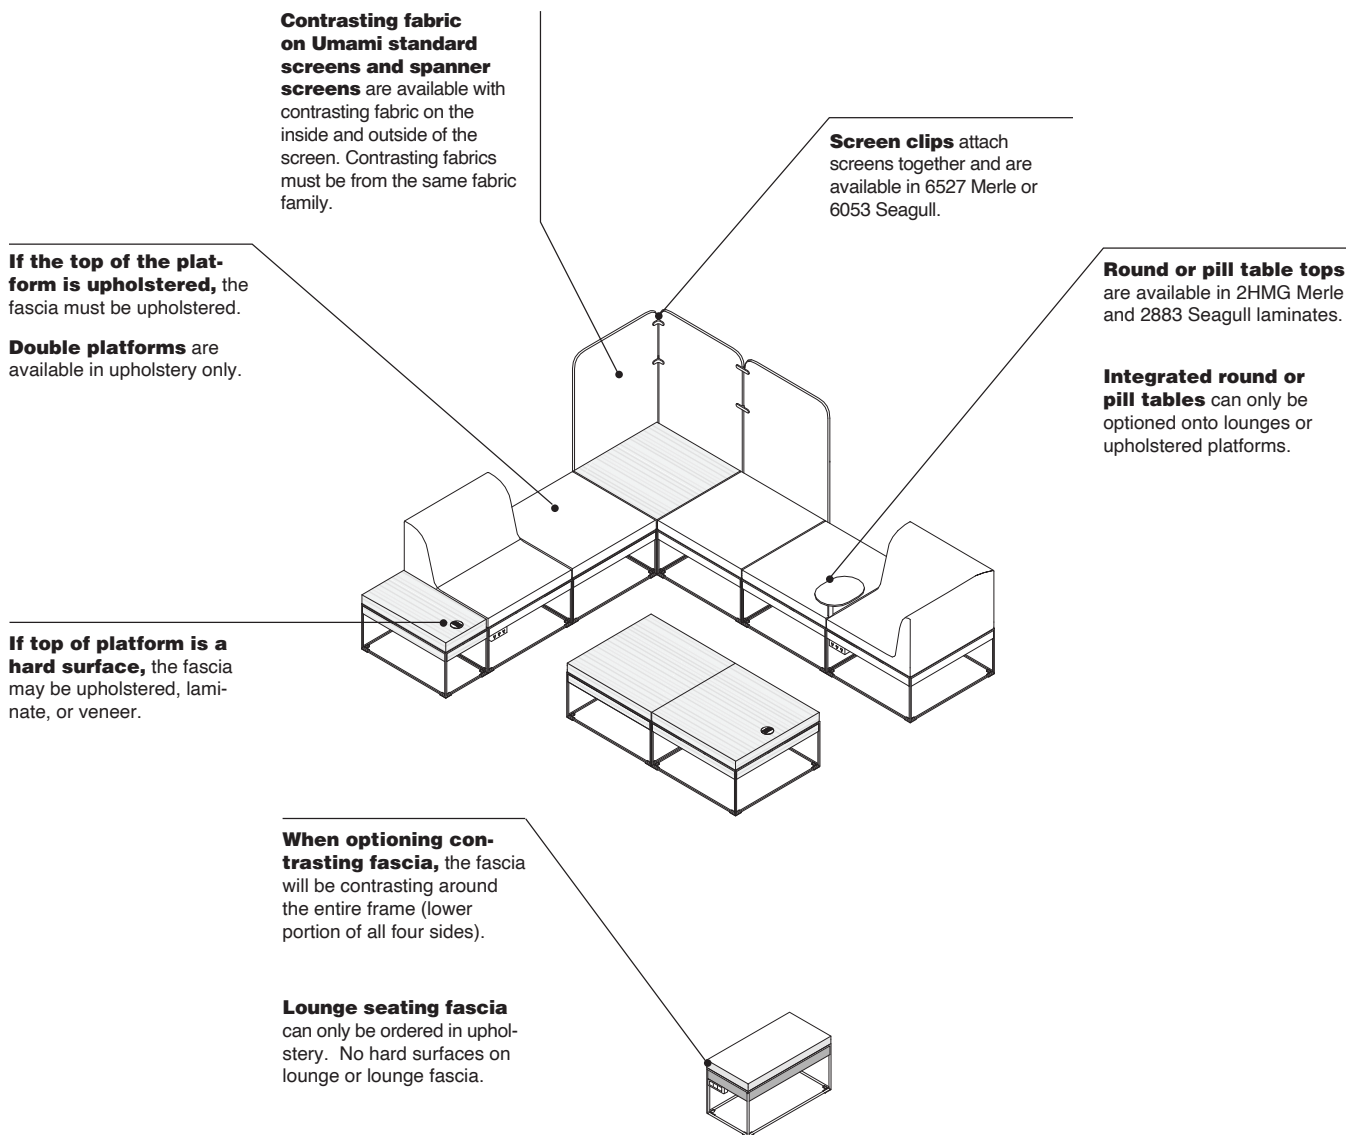 Contrasting fabric
on Umami standard
screens and spanner
screens are available with
contrasting fabric on the
inside and outside of the
screen. Contrasting fabrics
must be from the same fabric
family.
Screen clips attach
screens together and are
available in 6527 Merle or
6053 Seagull.
If the top of the plat-
form is upholstered, the
fascia must be upholstered.
Double platforms are
available in upholstery only.
Round or pill table tops
are available in 2HMG Merle
and 2883 Seagull laminates.
Integrated round or
pill tables can only be
optioned onto lounges or
upholstered platforms.
If top of platform is a
hard surface, the fascia
may be upholstered, lami-
nate, or veneer.
When optioning con-
trasting fascia, the fascia
will be contrasting around
the entire frame (lower
portion of all four sides).
Lounge seating fascia
can only be ordered in uphol-
stery.  No hard surfaces on
lounge or lounge fascia.